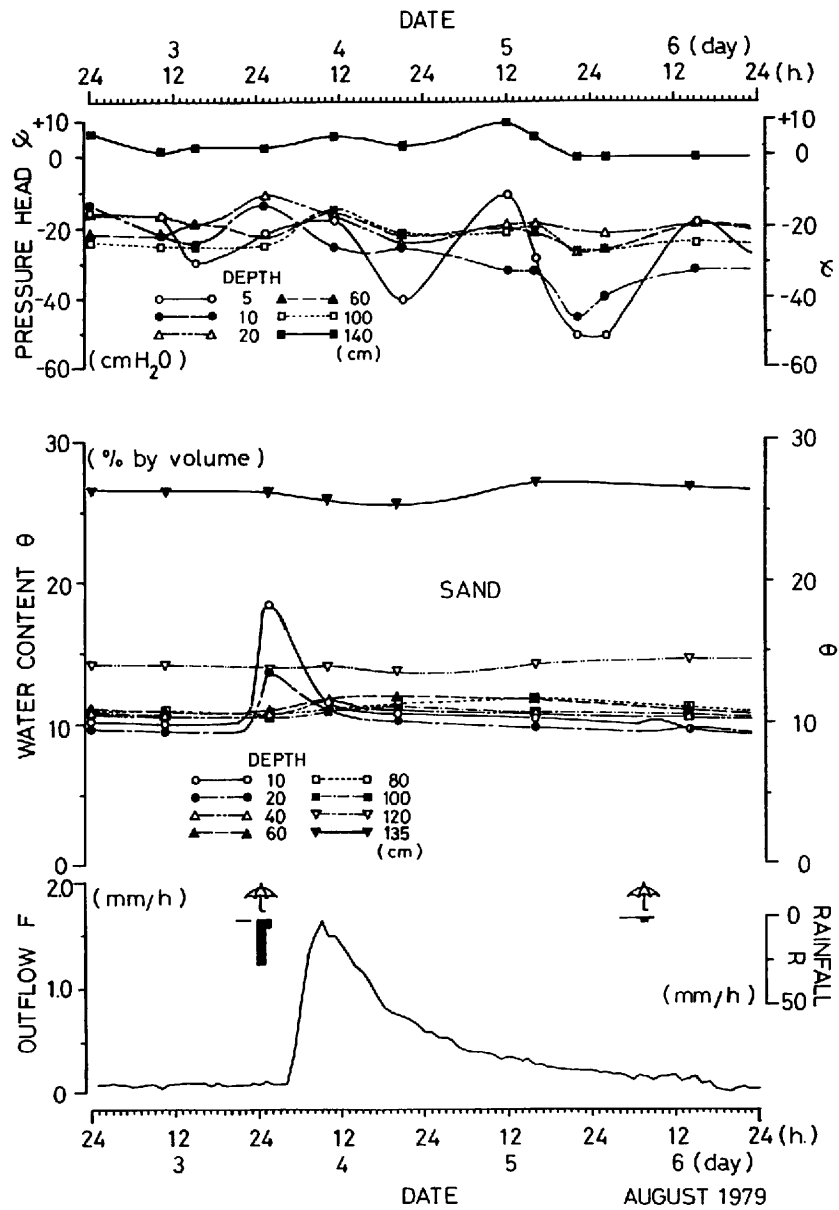 DATE
3 4 5 6 (day)
24 12 24 12 24 12 24 12 24 (h.)
PRESSURE HEAD ψ
+10
0
-20
-40
-60
(cmH₂O)
DEPTH
5 60
10 100
20 140
(cm)
+10
0
-20
-40
-60
ψ
WATER CONTENT θ
30
20
10
0
(% by volume)
SAND
DEPTH
10 80
20 100
40 120
60 135
(cm)
30
20
10
0
θ
OUTFLOW F
2.0
1.0
0
(mm/h)
0
50
(mm/h)
RAINFALL
R
24 12 24 12 24 12 24 12 24 (h.)
3 4 5 6 (day)
DATE AUGUST 1979